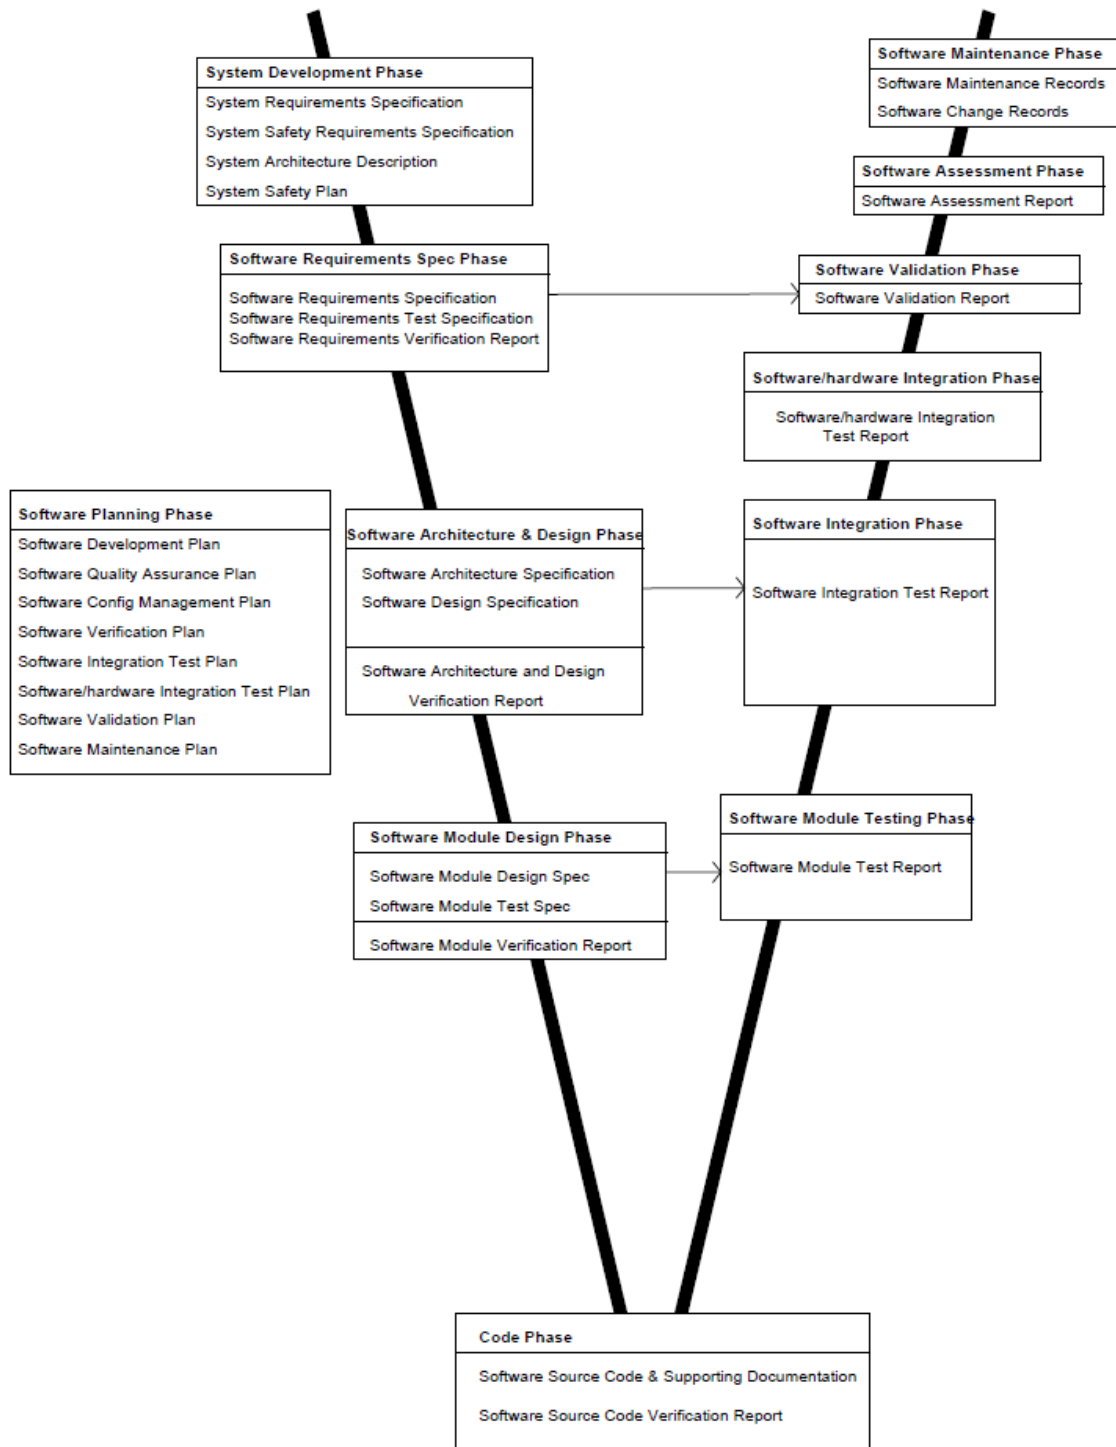 System Development Phase
System Requirements Specification
System Safety Requirements Specification
System Architecture Description
System Safety Plan
Software Maintenance Phase
Software Maintenance Records
Software Change Records
Software Assessment Phase
Software Assessment Report
Software Requirements Spec Phase
Software Requirements Specification
Software Requirements Test Specification
Software Requirements Verification Report
Software Validation Phase
Software Validation Report
Software/hardware Integration Phase
Software/hardware Integration
Test Report
Software Planning Phase
Software Development Plan
Software Quality Assurance Plan
Software Config Management Plan
Software Verification Plan
Software Integration Test Plan
Software/hardware Integration Test Plan
Software Validation Plan
Software Maintenance Plan
Software Architecture & Design Phase
Software Architecture Specification
Software Design Specification
Software Architecture and Design
Verification Report
Software Integration Phase
Software Integration Test Report
Software Module Design Phase
Software Module Design Spec
Software Module Test Spec
Software Module Verification Report
Software Module Testing Phase
Software Module Test Report
Code Phase
Software Source Code & Supporting Documentation
Software Source Code Verification Report